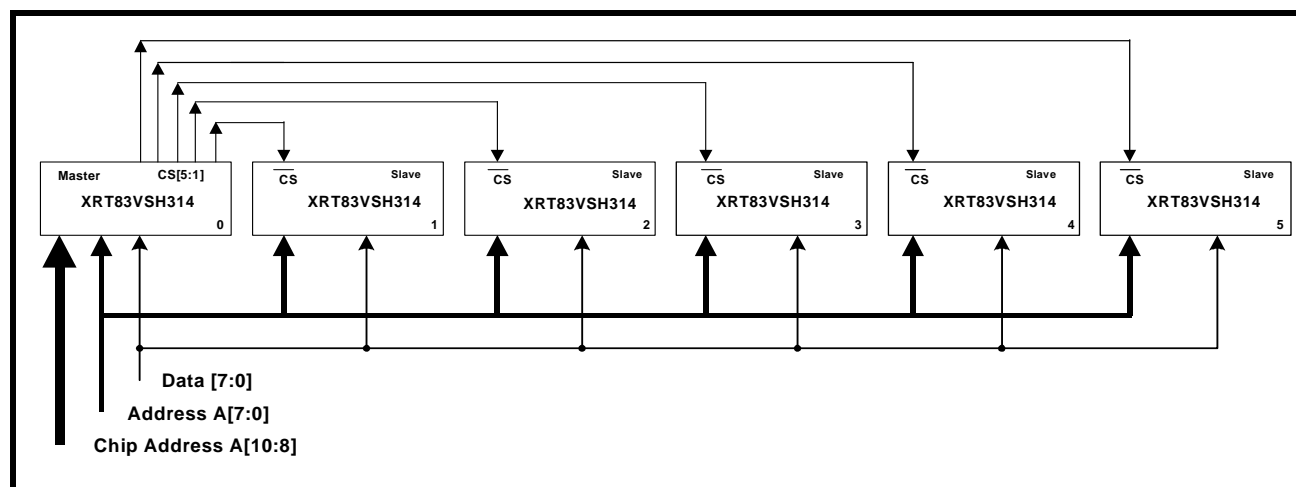 Master CS[5:1]
XRT83VSH314
0
CS Slave
XRT83VSH314
1
CS Slave
XRT83VSH314
2
CS Slave
XRT83VSH314
3
CS Slave
XRT83VSH314
4
CS Slave
XRT83VSH314
5
Data [7:0]
Address A[7:0]
Chip Address A[10:8]